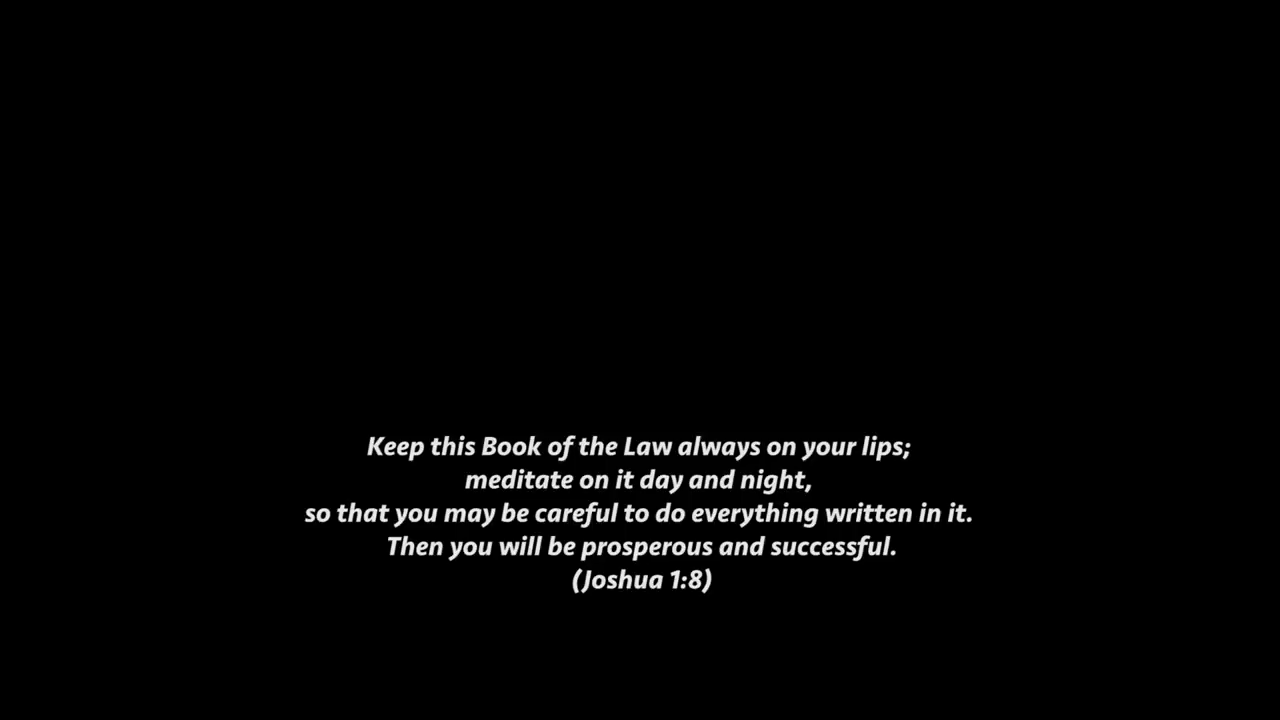 Keep this Book of the Law always on your lips;
meditate on it day and night,
so that you may be careful to do everything written in it.
Then you will be prosperous and successful.
(Joshua 1:8)